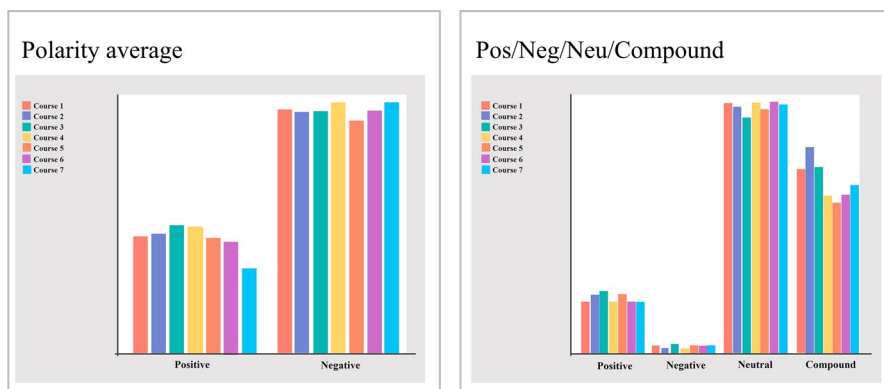 Polarity average
Course 1
Course 2
Course 3
Course 4
Course 5
Course 6
Course 7
Positive
Negative
Pos/Neg/Neu/Compound
Course 1
Course 2
Course 3
Course 4
Course 5
Course 6
Course 7
Positive
Negative
Neutral
Compound